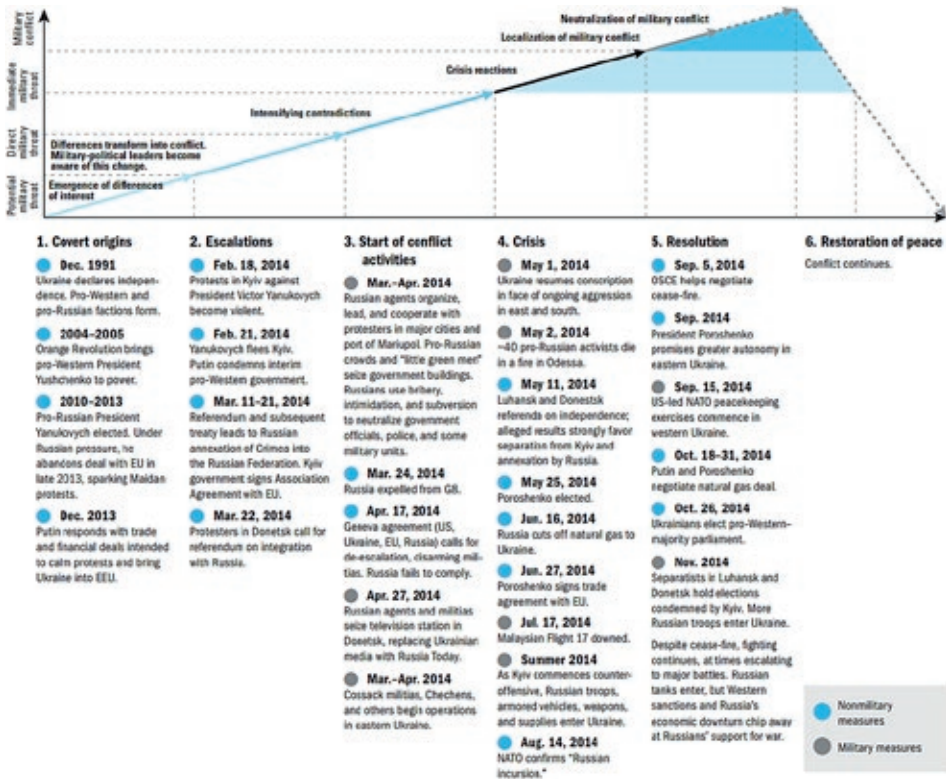 Military
conflict
Immediate military
threat
Direct military
threat
Potential military
threat
Neutralization of military conflict
Localization of military conflict
Crisis reactions
Intensifying contradictions
Differences transform into conflict.
Military-political leaders become
aware of this change.
Emergence of differences
of interest
1. Covert origins
Dec. 1991
Ukraine declares indepen-
dence. Pro-Western and
pro-Russian factions form.
2004–2005
Orange Revolution brings
pro-Western President
Yushchenko to power.
2010–2013
Pro-Russian President
Yanukovych elected. Under
Russian pressure, he
abandons deal with EU in
late 2013, sparking Maidan
protests.
Dec. 2013
Putin responds with trade
and financial deals intended
to calm protests and bring
Ukraine into EEU.
2. Escalations
Feb. 18, 2014
Protests in Kyiv against
President Victor Yanukovych
become violent.
Feb. 21, 2014
Yanukovych flees Kyiv.
Putin condemns interim
pro-Western government.
Mar. 11–21, 2014
Referendum and subsequent
treaty leads to Russian
annexation of Crimea into
the Russian Federation. Kyiv
government signs Association
Agreement with EU.
Mar. 22, 2014
Protesters in Donetsk call for
referendum on integration
with Russia.
3. Start of conflict
activities
Mar.–Apr. 2014
Russian agents organize,
lead, and cooperate with
protesters in major cities and
port of Mariupol. Pro-Russian
crowds and "little green men"
seize government buildings.
Russians use bribery,
intimidation, and subversion
to neutralize government
officials, police, and some
military units.
Mar. 24, 2014
Russia expelled from G8.
Apr. 17, 2014
Geneva agreement (US,
Ukraine, EU, Russia) calls for
de-escalation, disarming mili-
tias. Russia fails to comply.
Apr. 27, 2014
Russian agents and militias
seize television station in
Donetsk, replacing Ukrainian
media with Russia Today.
Mar.–Apr. 2014
Cossack militias, Chechens,
and others begin operations
in eastern Ukraine.
4. Crisis
May 1, 2014
Ukraine resumes conscription
in face of ongoing aggression
in east and south.
May 2, 2014
~40 pro-Russian activists die
in a fire in Odessa.
May 11, 2014
Luhansk and Donestsk
referenda on independence;
alleged results strongly favor
separation from Kyiv and
annexation by Russia.
May 25, 2014
Poroshenko elected.
Jun. 16, 2014
Russia cuts off natural gas to
Ukraine.
Jun. 27, 2014
Poroshenko signs trade
agreement with EU.
Jul. 17, 2014
Malaysian Flight 17 downed.
Summer 2014
As Kyiv commences counter-
offensive, Russian troops,
armored vehicles, weapons,
and supplies enter Ukraine.
Aug. 14, 2014
NATO confirms "Russian
incursion."
5. Resolution
Sep. 5, 2014
OSCE helps negotiate
cease-fire.
Sep. 2014
President Poroshenko
promises greater autonomy in
eastern Ukraine.
Sep. 15, 2014
US-led NATO peacekeeping
exercises commence in
western Ukraine.
Oct. 18–31, 2014
Putin and Poroshenko
negotiate natural gas deal.
Oct. 26, 2014
Ukrainians elect pro-Western-
majority parliament.
Nov. 2014
Separatists in Luhansk and
Donetsk hold elections
condemned by Kyiv. More
Russian troops enter Ukraine.
Despite cease-fire, fighting
continues, at times escalating
to major battles. Russian
tanks enter, but Western
sanctions and Russia's
economic downturn chip away
at Russians' support for war.
6. Restoration of peace
Conflict continues.
Nonmilitary
measures
Military measures